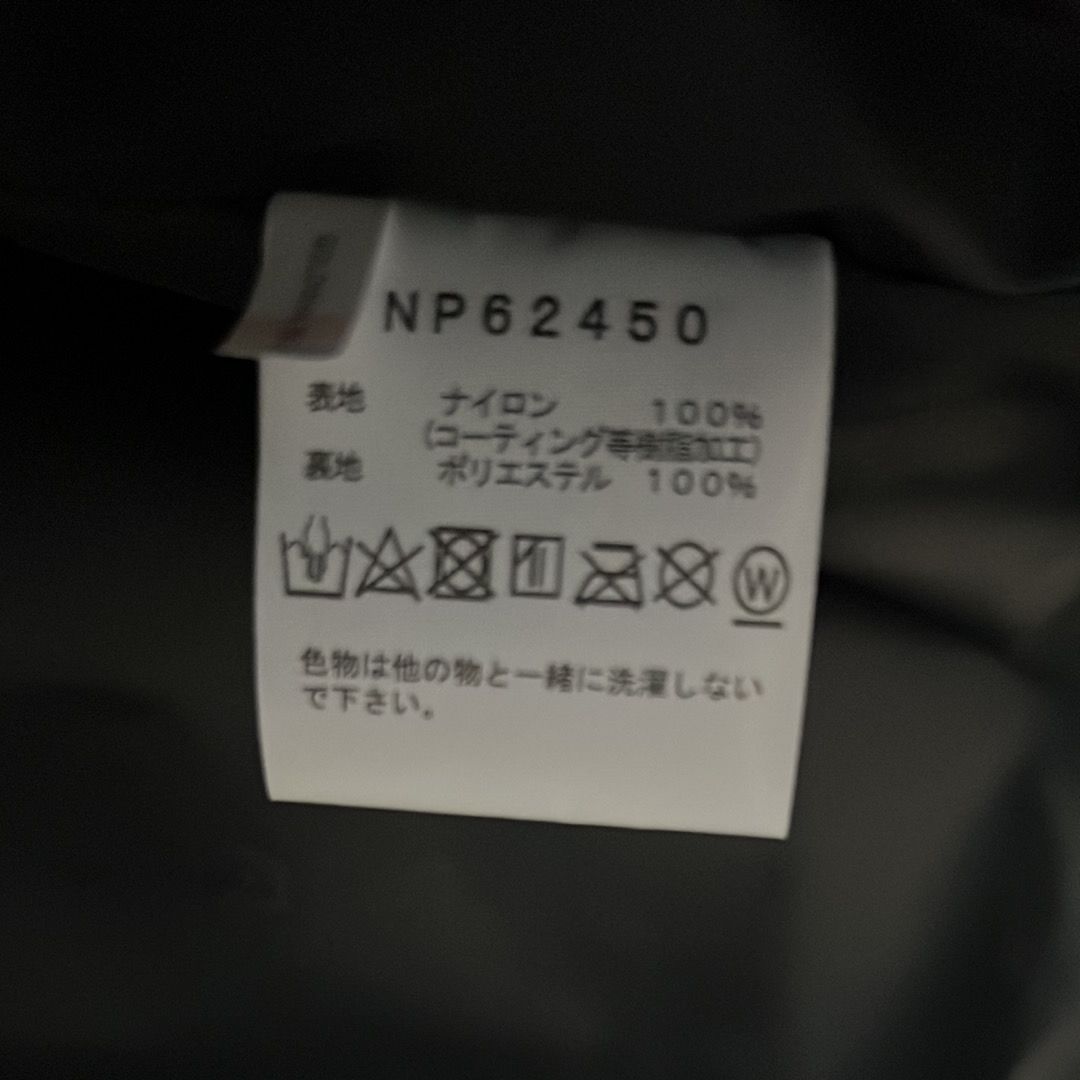 NP62450
表地 ナイロン 100%
(コーティング等樹脂加工)
裏地 ポリエステル 100%
W
色物は他の物と一緒に洗濯しない
で下さい。